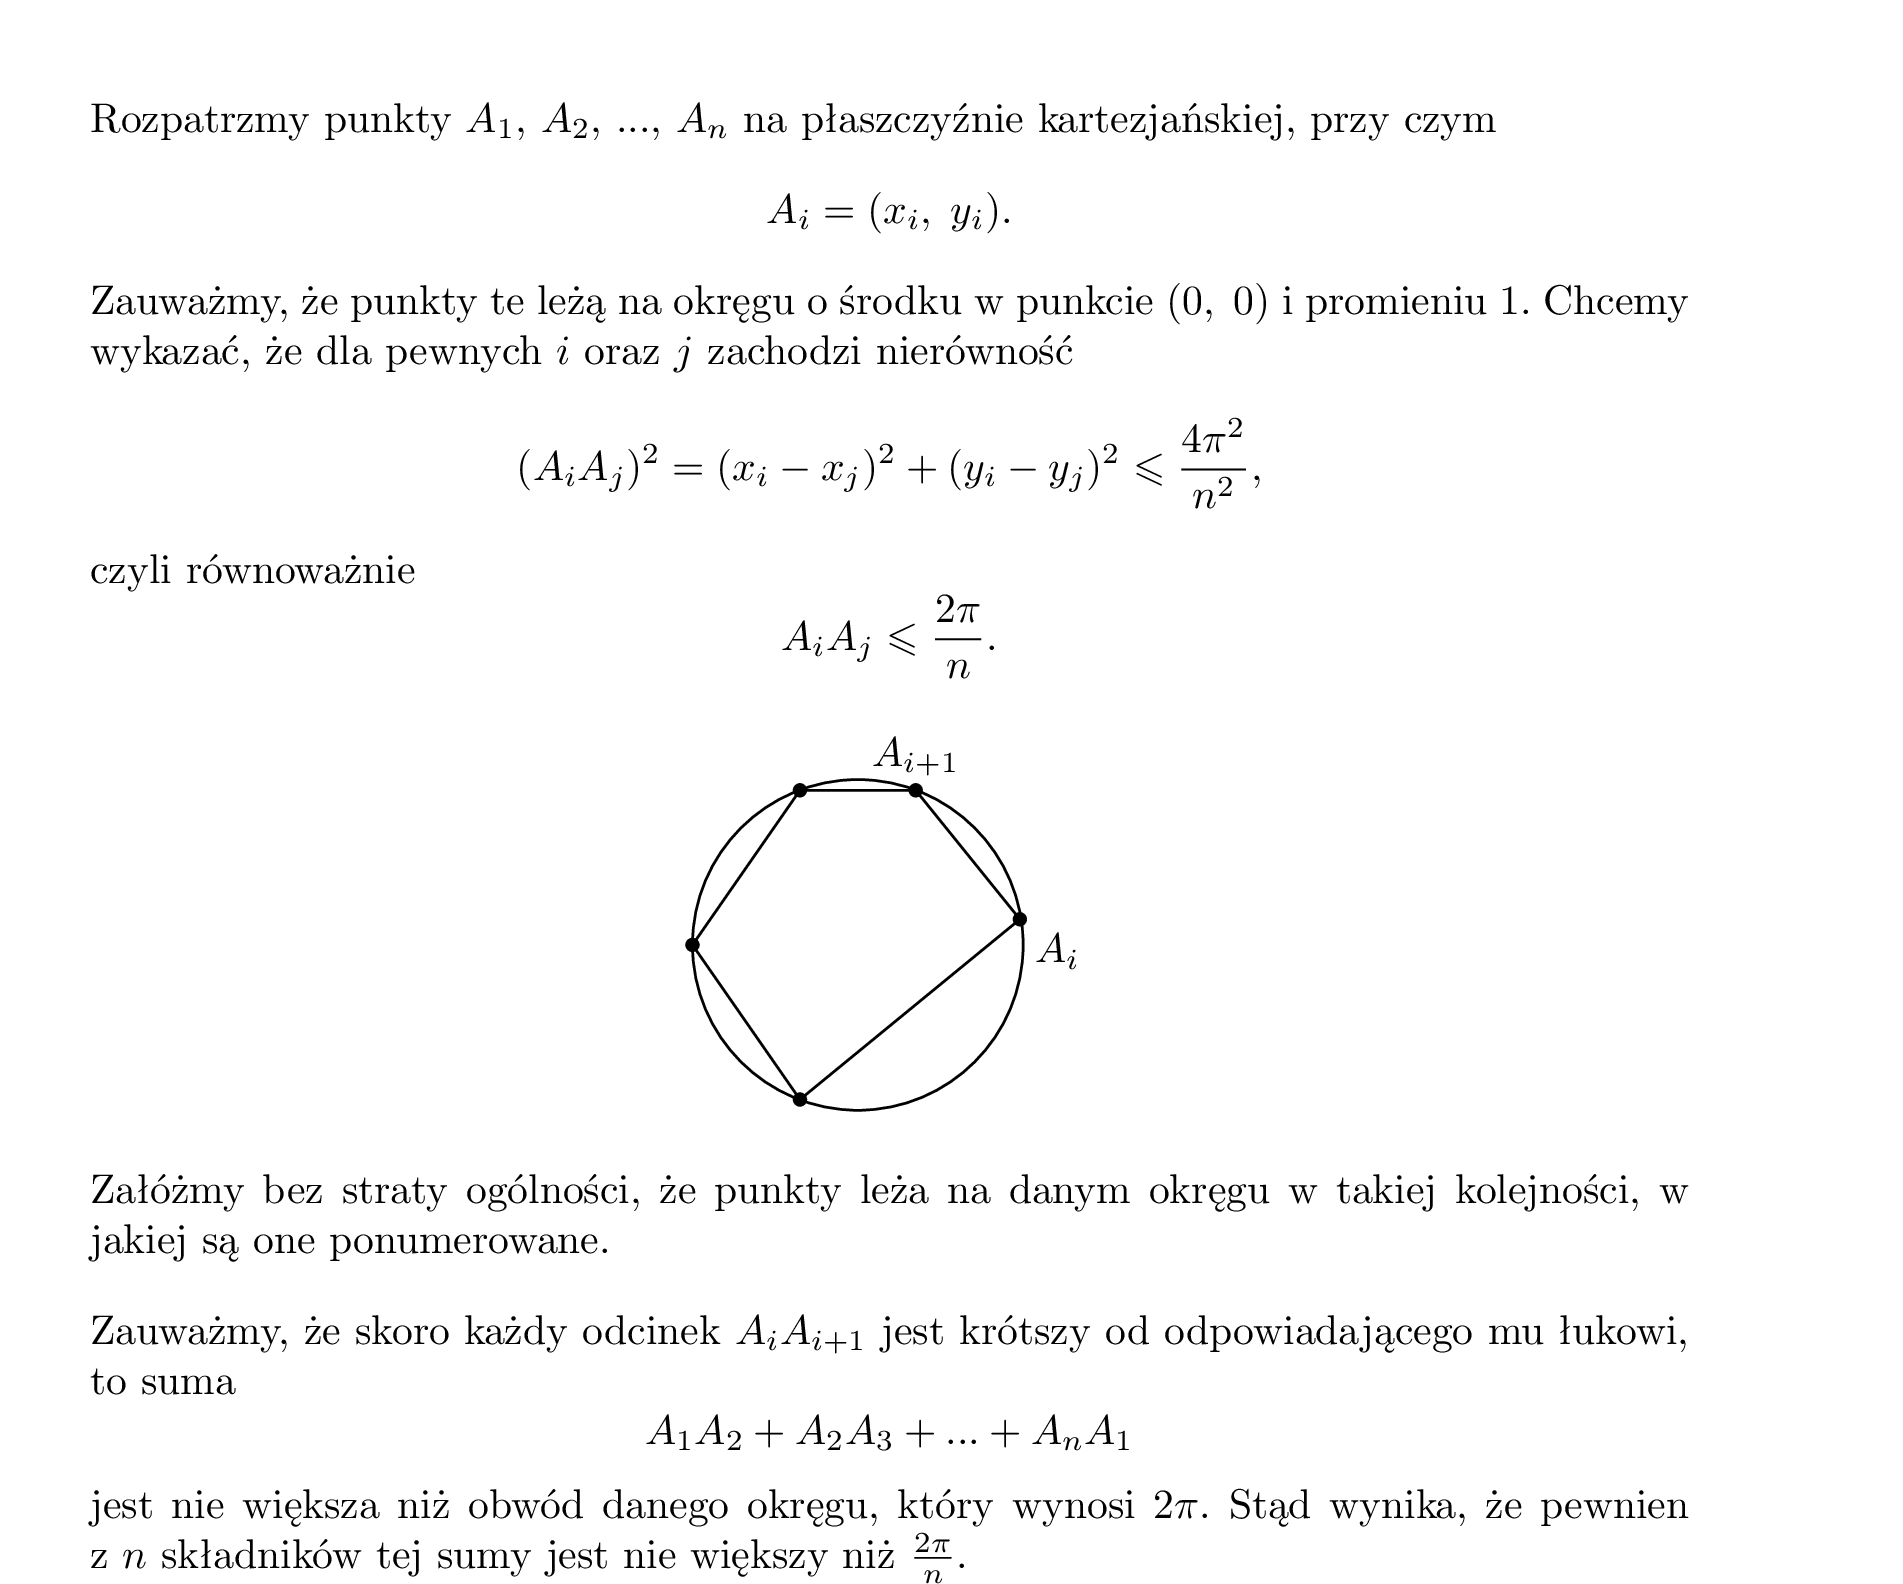 Rozpatrzmy punkty $A_1$, $A_2$, ..., $A_n$ na płaszczyźnie kartezjańskiej, przy czym
$A_i = (x_i,\ y_i).$
Zauważmy, że punkty te leżą na okręgu o środku w punkcie $(0,\ 0)$ i promieniu 1. Chcemy
wykazać, że dla pewnych $i$ oraz $j$ zachodzi nierówność
$(A_iA_j)^2 = (x_i - x_j)^2 + (y_i - y_j)^2 \leqslant \frac{4\pi^2}{n^2},$
czyli równoważnie
$A_iA_j \leqslant \frac{2\pi}{n}.$
$A_{i+1}$
$A_i$
Załóżmy bez straty ogólności, że punkty leża na danym okręgu w takiej kolejności, w
jakiej są one ponumerowane.
Zauważmy, że skoro każdy odcinek $A_iA_{i+1}$ jest krótszy od odpowiadającego mu łukowi,
to suma
$A_1A_2 + A_2A_3 + ... + A_nA_1$
jest nie większa niż obwód danego okręgu, który wynosi $2\pi$. Stąd wynika, że pewnien
z $n$ składników tej sumy jest nie większy niż $\frac{2\pi}{n}$.